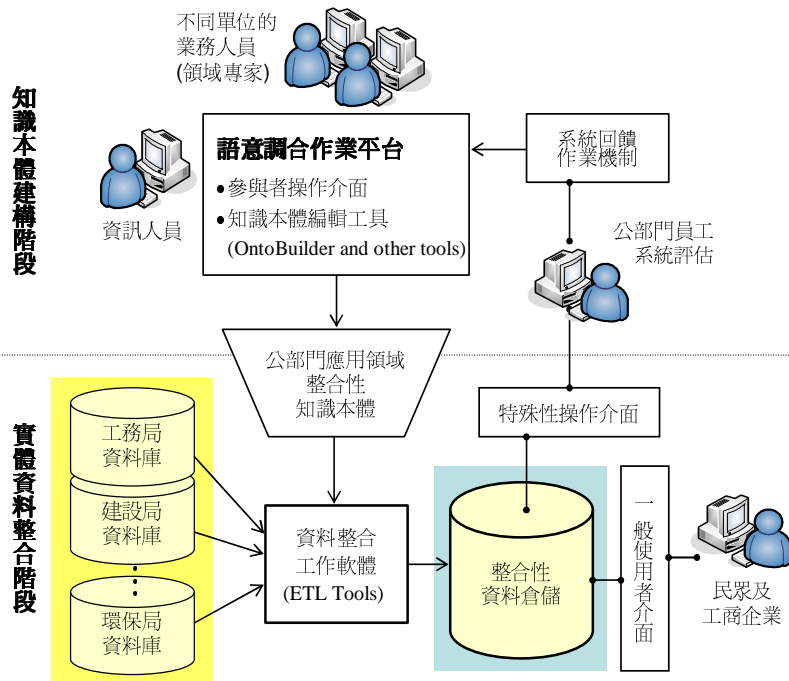 不同單位的
業務人員
(領域專家)
知識本體建構階段
語意調合作業平台
•參與者操作介面
•知識本體編輯工具
(OntoBuilder and other tools)
資訊人員
系統回饋
作業機制
公部門員工
系統評估
公部門應用領域
整合性
知識本體
特殊性操作介面
實體資料整合階段
工務局
資料庫
建設局
資料庫
環保局
資料庫
資料整合
工作軟體
(ETL Tools)
整合性
資料倉儲
一般使用者介面
民眾及
工商企業